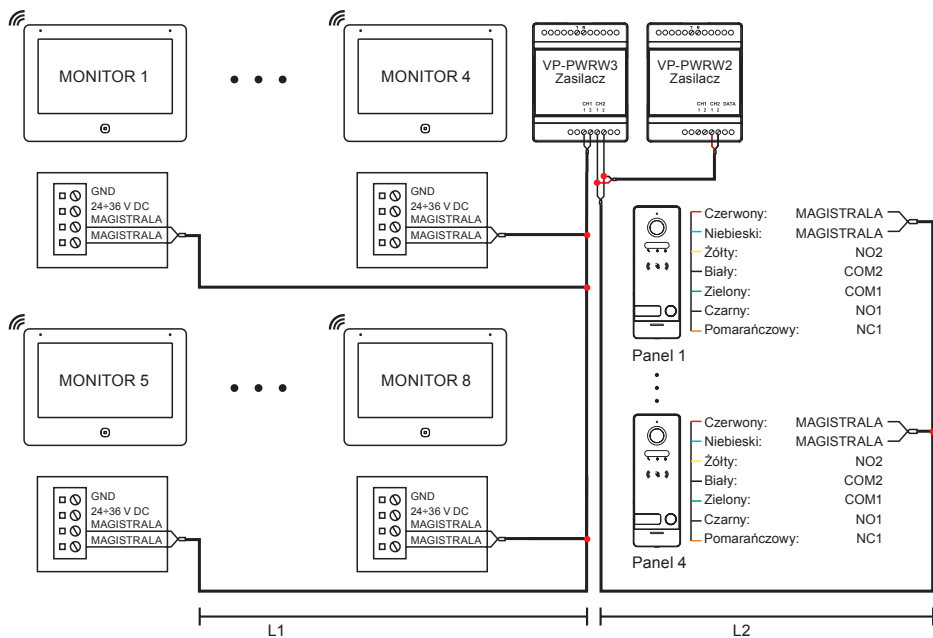 MONITOR 1
MONITOR 4
VP-PWRW3
Zasilacz
CH1 CH2
1 2 1 2
VP-PWRW2
Zasilacz
CH1 CH2 DATA
1 2 1 2
GND
24÷36 V DC
MAGISTRALA
MAGISTRALA
GND
24÷36 V DC
MAGISTRALA
MAGISTRALA
Czerwony: MAGISTRALA
Niebieski: MAGISTRALA
Żółty: NO2
Biały: COM2
Zielony: COM1
Czarny: NO1
Pomarańczowy: NC1
Panel 1
MONITOR 5
MONITOR 8
Czerwony: MAGISTRALA
Niebieski: MAGISTRALA
Żółty: NO2
Biały: COM2
Zielony: COM1
Czarny: NO1
Pomarańczowy: NC1
Panel 4
GND
24÷36 V DC
MAGISTRALA
MAGISTRALA
GND
24÷36 V DC
MAGISTRALA
MAGISTRALA
L1
L2